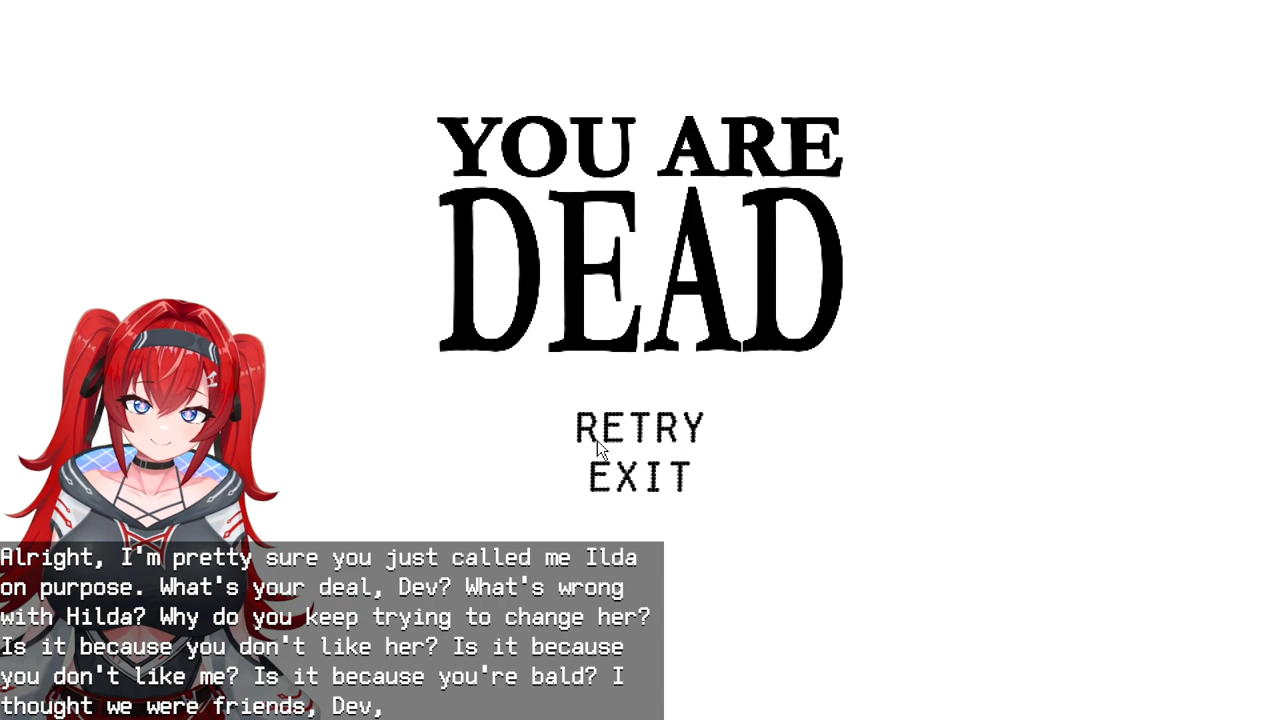 YOU ARE
DEAD
RETRY
EXIT
Alright, I'm pretty sure you just called me Ilda
on purpose. What's your deal, Dev? What's wrong
with Hilda? Why do you keep trying to change her?
Is it because you don't like her? Is it because
you don't like me? Is it because you're bald? I
thought we were friends, Dev,